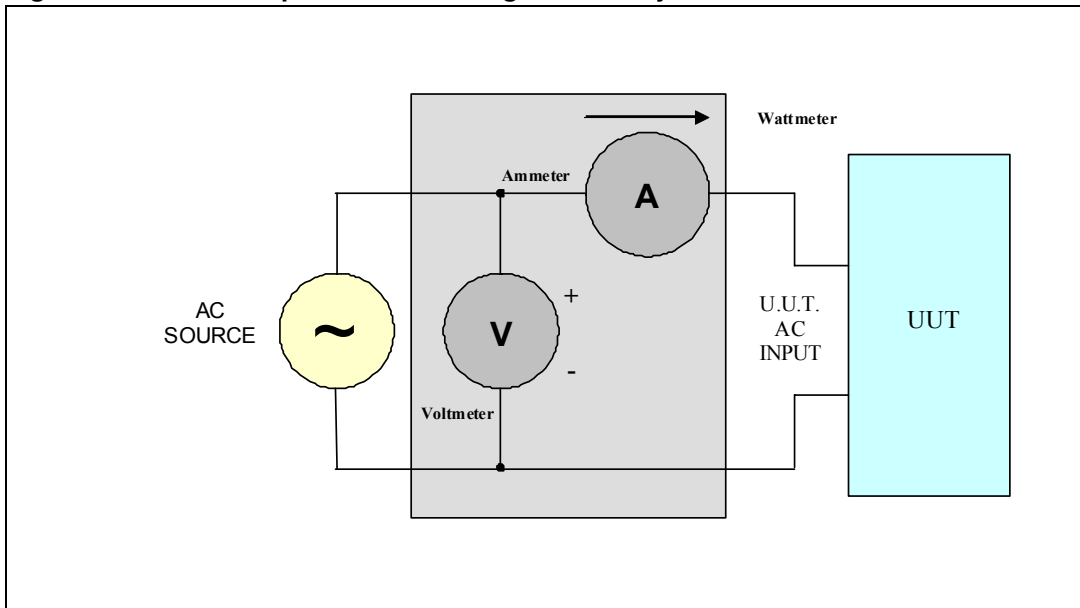 Wattmeter
Ammeter
A
AC
SOURCE
~
V
+
-
Voltmeter
U.U.T.
AC
INPUT
UUT